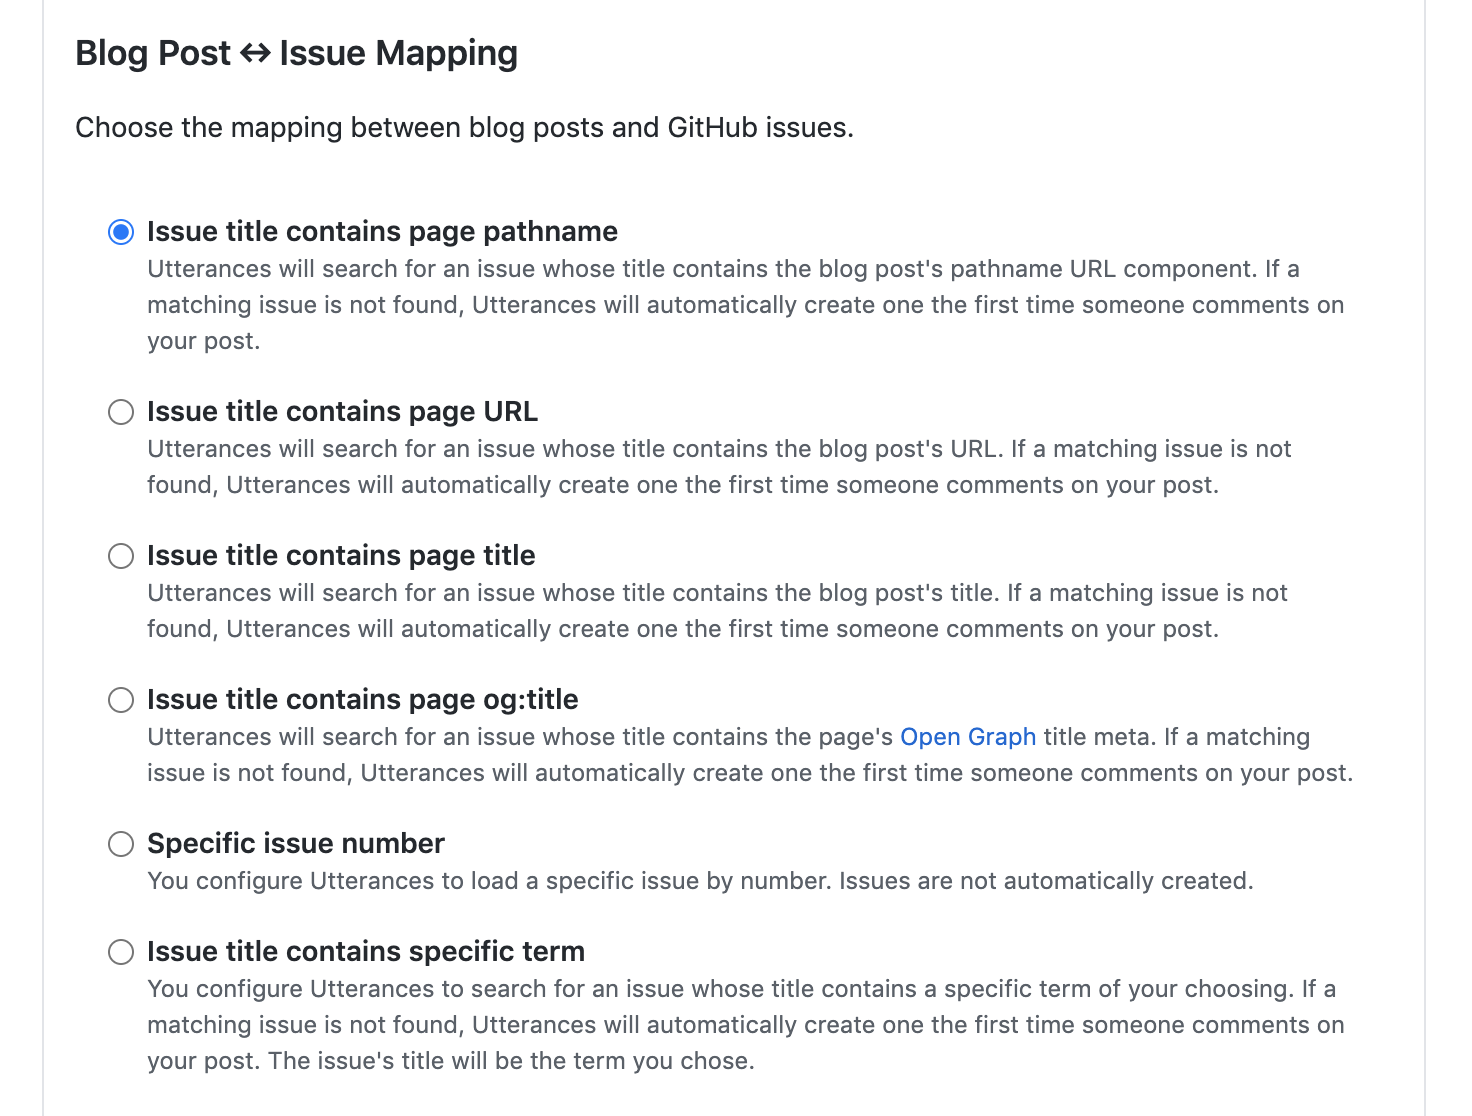 Blog Post ↔ Issue Mapping
Choose the mapping between blog posts and GitHub issues.
Issue title contains page pathname
Utterances will search for an issue whose title contains the blog post's pathname URL component. If a
matching issue is not found, Utterances will automatically create one the first time someone comments on
your post.
Issue title contains page URL
Utterances will search for an issue whose title contains the blog post's URL. If a matching issue is not
found, Utterances will automatically create one the first time someone comments on your post.
Issue title contains page title
Utterances will search for an issue whose title contains the blog post's title. If a matching issue is not
found, Utterances will automatically create one the first time someone comments on your post.
Issue title contains page og:title
Utterances will search for an issue whose title contains the page's Open Graph title meta. If a matching
issue is not found, Utterances will automatically create one the first time someone comments on your post.
Specific issue number
You configure Utterances to load a specific issue by number. Issues are not automatically created.
Issue title contains specific term
You configure Utterances to search for an issue whose title contains a specific term of your choosing. If a
matching issue is not found, Utterances will automatically create one the first time someone comments on
your post. The issue's title will be the term you chose.